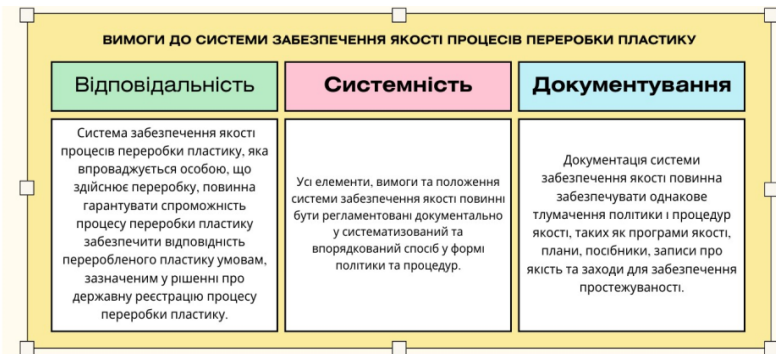 ВИМОГИ ДО СИСТЕМИ ЗАБЕЗПЕЧЕННЯ ЯКОСТІ ПРОЦЕСІВ ПЕРЕРОБКИ ПЛАСТИКУ
Відповідальність
Система забезпечення якості
процесів переробки пластику, яка
впроваджується особою, що
здійснює переробку, повинна
гарантувати спроможність
процесу переробки пластику
забезпечити відповідність
переробленого пластику умовам,
зазначеним у рішенні про
державну реєстрацію процесу
переробки пластику.
Системність
Усі елементи, вимоги та положення
системи забезпечення якості повинні
бути регламентовані документально
у систематизований та
впорядкований спосіб у формі
політики та процедур.
Документування
Документація системи
забезпечення якості повинна
забезпечувати однакове
тлумачення політики і процедур
якості, таких як програми якості,
плани, посібники, записи про
якість та заходи для забезпечення
простежуваності.